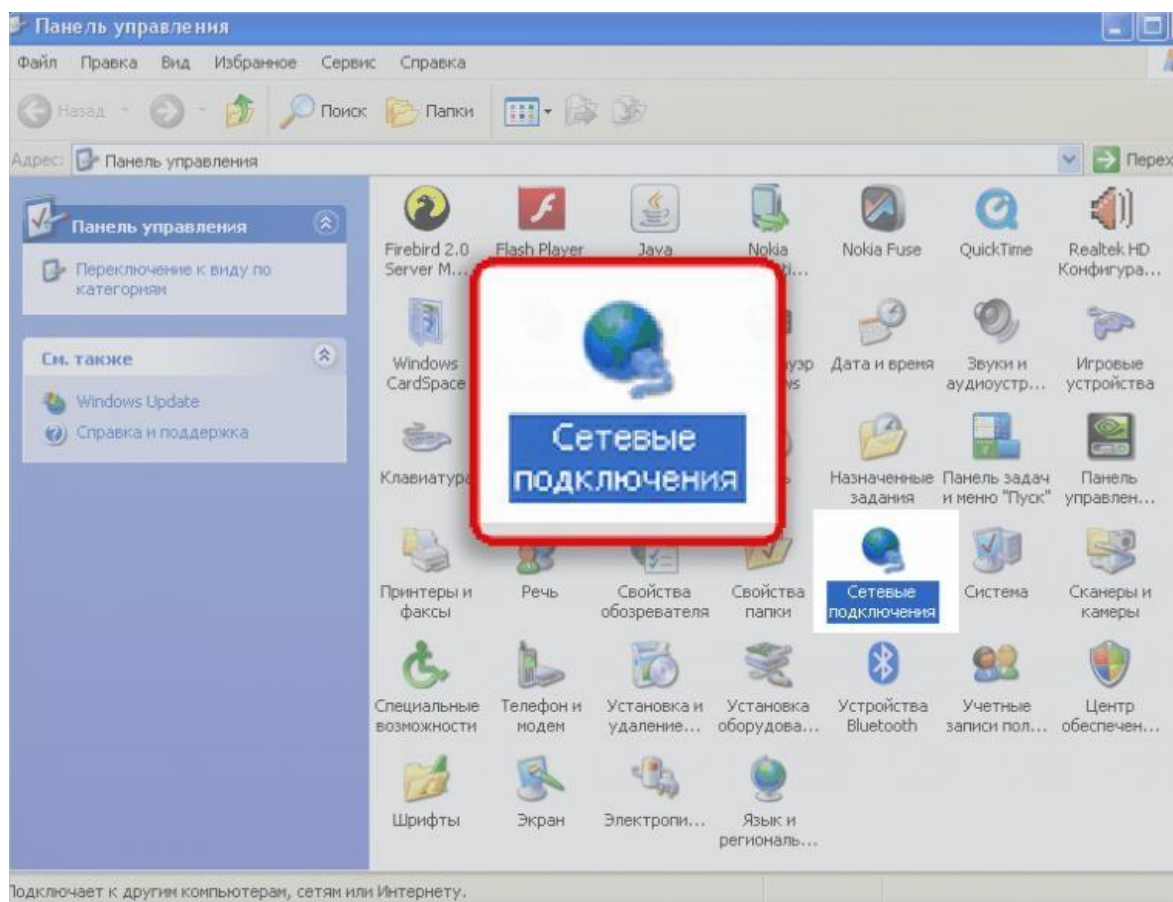 Панель управления
Файл Правка Вид Избранное Сервис Справка
Назад Поиск Папки
Адрес: Панель управления Перех
Панель управления
Переключение к виду по
категориям
См. также
Windows Update
Справка и поддержка
Firebird 2.0
Server M...
Flash Player
Java
Nokia
Nokia Fuse
QuickTime
Realtek HD
Конфигура...
Windows
CardSpace
Дата и время
Звуки и
аудиоустр...
Игровые
устройства
Сетевые
подключения
Клавиатура
Назначенные
задания
Панель задач
и меню "Пуск"
Панель
управлен...
Принтеры и
факсы
Речь
Свойства
обозревателя
Свойства
папки
Сетевые
подключения
Система
Сканеры и
камеры
Специальные
возможности
Телефон и
модем
Установка и
удаление...
Установка
оборудова...
Устройства
Bluetooth
Учетные
записи пол...
Центр
обеспечен...
Шрифты
Экран
Электропи...
Язык и
региональ...
Подключает к другим компьютерам, сетям или Интернету.